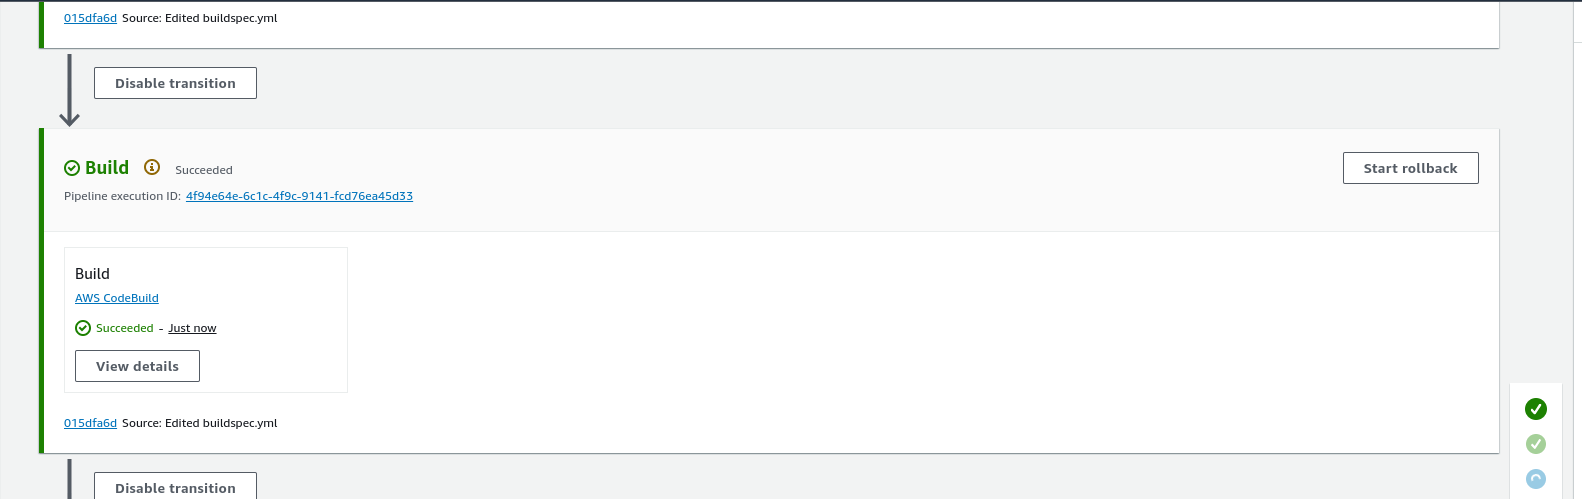 015dfa6d Source: Edited buildspec.yml
Disable transition
Build Succeeded
Start rollback
Pipeline execution ID: 4f94e64e-6c1c-4f9c-9141-fcd76ea45d33
Build
AWS CodeBuild
Succeeded - Just now
View details
015dfa6d Source: Edited buildspec.yml
Disable transition